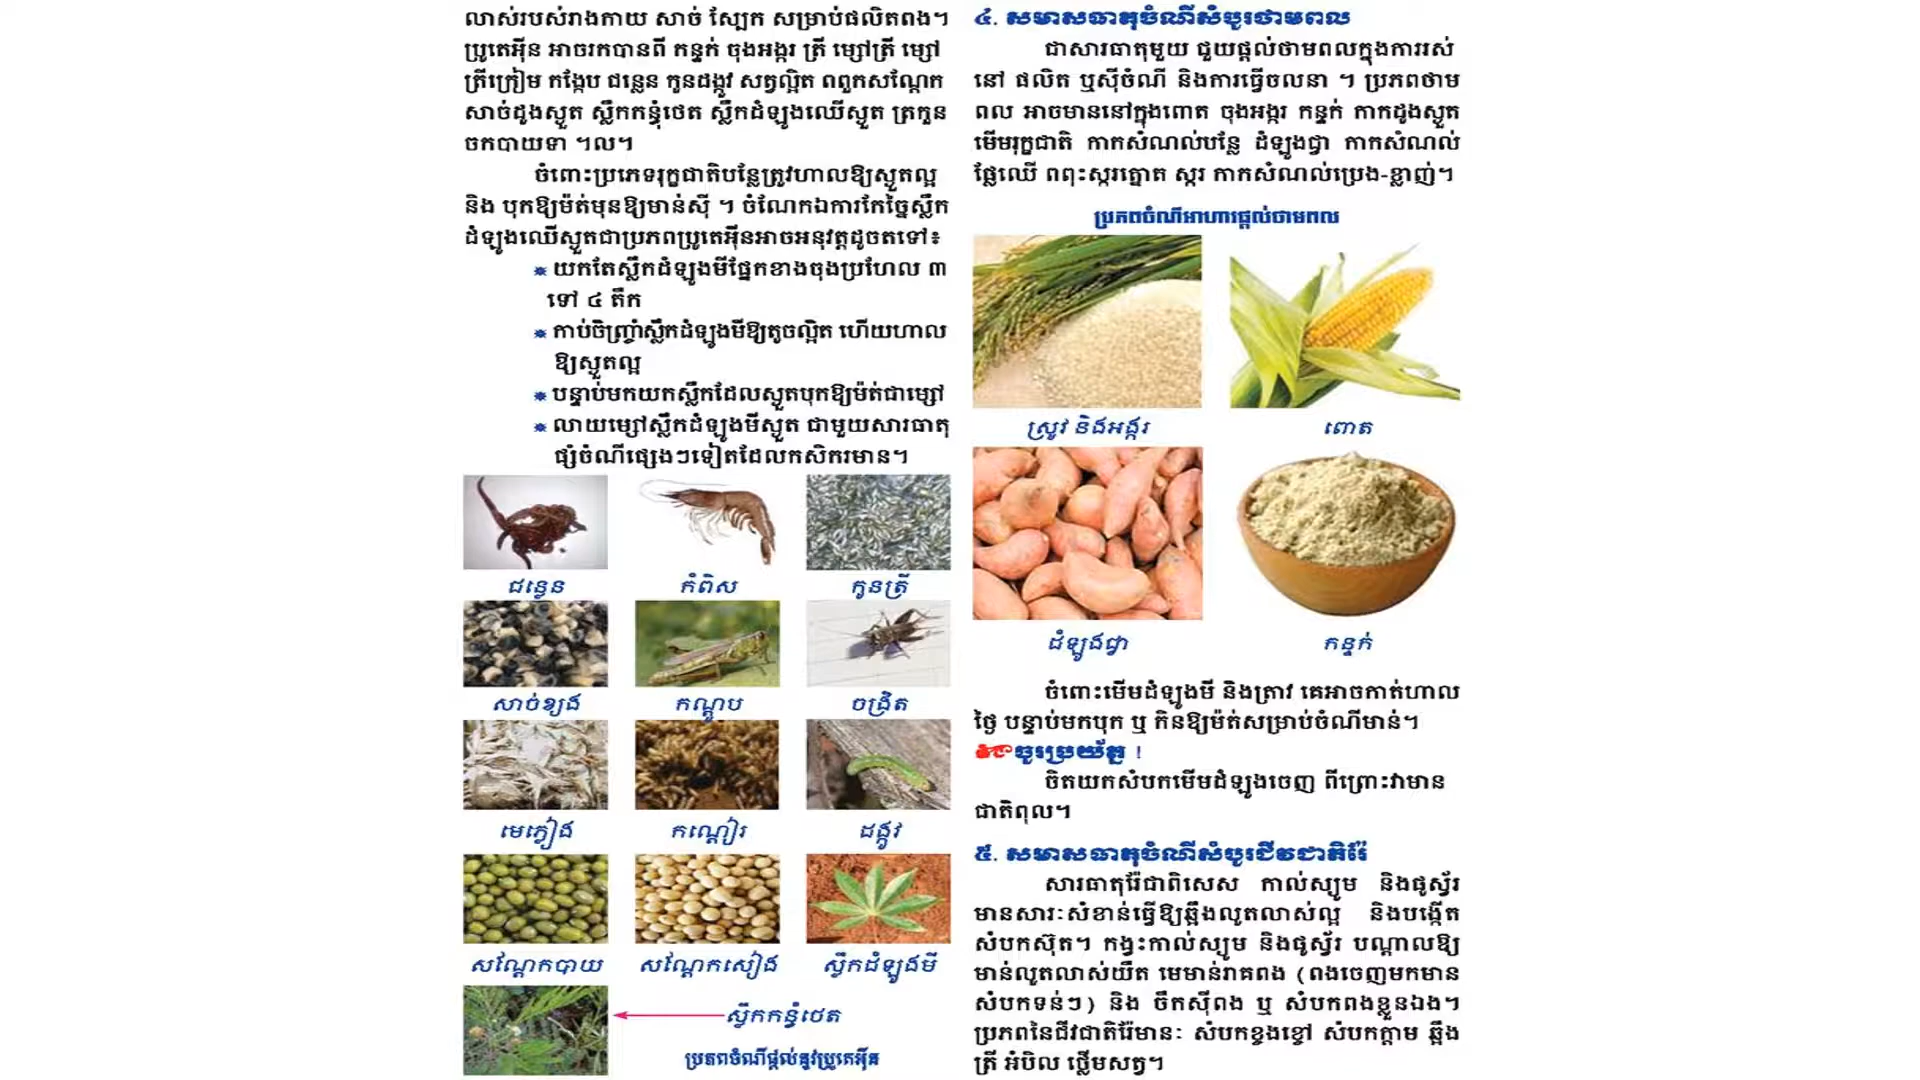 លាស់របស់រាងកាយ សាច់ ស្បែក សម្រាប់ផលិតពង។
ប្រូតេអ៊ីន អាចរកបានពី កន្ទក់ ចុងអង្ករ ត្រី ម្សៅត្រី ម្សៅ
ត្រីក្រៀម កង្កែប ជន្លេន កូនដង្កូវ សត្វល្អិត ពពួកសណ្តែក
សាច់ដូងស្ងួត ស្លឹកកន្ធុំថេត ស្លឹកដំឡូងឈើស្ងួត ត្រកួន
ចកបាយទា ។ល។
ចំពោះប្រភេទរុក្ខជាតិបន្លែត្រូវហាលឱ្យស្ងួតល្អ
និង បុកឱ្យម៉ត់មុនឱ្យមាន់ស៊ី ។ ចំណែកឯការកែច្នៃស្លឹក
ដំឡូងឈើស្ងួតជាប្រភពប្រូតេអ៊ីនអាចអនុវត្តដូចតទៅ៖
យកតែស្លឹកដំឡូងមីផ្នែកខាងចុងប្រហែល ៣
ទៅ ៤ តឹក
កាប់ចិញ្ច្រាំស្លឹកដំឡូងមីឱ្យតូចល្អិត ហើយហាល
ឱ្យស្ងួតល្អ
បន្ទាប់មកយកស្លឹកដែលស្ងួតបុកឱ្យម៉ត់ជាម្សៅ
លាយម្សៅស្លឹកដំឡូងមីស្ងួត ជាមួយសារធាតុ
ផ្សំចំណីផ្សេងៗទៀតដែលកសិករមាន។
ជន្លេន
កំពិស
កូនត្រី
សាច់ខ្យង
កណ្តូប
ចង្រិត
មេភ្លៀង
កណ្តៀរ
ដង្កូវ
សណ្តែកបាយ
សណ្តែកសៀង
ស្លឹកដំឡូងមី
ស្លឹកកន្ធំថេត
ប្រភពចំណីផ្តល់នូវប្រូតេអ៊ីន
៤. សមាសធាតុចំណីសំបូរថាមពល
ជាសារធាតុមួយ ជួយផ្តល់ថាមពលក្នុងការរស់
នៅ ផលិត ឬស៊ីចំណី និងការធ្វើចលនា ។ ប្រភពថាម
ពល អាចមាននៅក្នុងពោត ចុងអង្ករ កន្ទក់ កាកដូងស្ងួត
មើមរុក្ខជាតិ កាកសំណល់បន្លែ ដំឡូងជ្វា កាកសំណល់
ផ្លែឈើ ពពុះស្ករត្នោត ស្ករ កាកសំណល់ប្រេង-ខ្លាញ់។
ប្រភពចំណីអាហារផ្តល់ថាមពល
ស្រូវ និងអង្ករ
ពោត
ដំឡូងជ្វា
កន្ទក់
ចំពោះមើមដំឡូងមី និងត្រាវ គេអាចកាត់ហាល
ថ្ងៃ បន្ទាប់មកបុក ឬ កិនឱ្យម៉ត់សម្រាប់ចំណីមាន់។
ចូរប្រយ័ត្ន !
ចិតយកសំបកមើមដំឡូងចេញ ពីព្រោះវាមាន
ជាតិពុល។
៥. សមាសធាតុចំណីសំបូរជីវជាតិរ៉ែ
សារធាតុរ៉ែជាពិសេស កាល់ស្យូម និងផូស្វ័រ
មានសារៈសំខាន់ធ្វើឱ្យឆ្អឹងលូតលាស់ល្អ និងបង្កើត
សំបកស៊ុត។ កង្វះកាល់ស្យូម និងផូស្វ័រ បណ្តាលឱ្យ
មាន់លូតលាស់យឺត មេមាន់រាគពង (ពងចេញមកមាន
សំបកទន់ៗ) និង ចឹកស៊ីពង ឬ សំបកពងខ្លួនឯង។
ប្រភពនៃជីវជាតិរ៉ែមានៈ សំបកខ្ចងខ្ចៅ សំបកក្តាម ឆ្អឹង
ត្រី អំបិល ថ្លើមសត្វ។